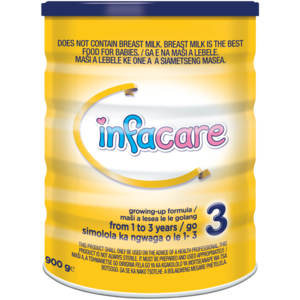 DOES NOT CONTAIN BREAST MILK. BREAST MILK IS THE BEST
FOOD FOR BABIES. / GA E NA MAŠI A LEBELE.
MAŠI A LEBELE KE ONE A A SIAMETSENG MASEA.
infacare
growing-up formula /
maši a lesea le le golang
from 1 to 3 years / go
simolola ka ngwaga o le 1- 3
3
THIS PRODUCT SHALL ONLY BE USED ON THE ADVICE OF A HEALTH PROFESSIONAL. THIS
PRODUCT IS NOT ALWAYS STERILE. IT MUST BE PREPARED AND USED APPROPRIATELY. /
900 g e